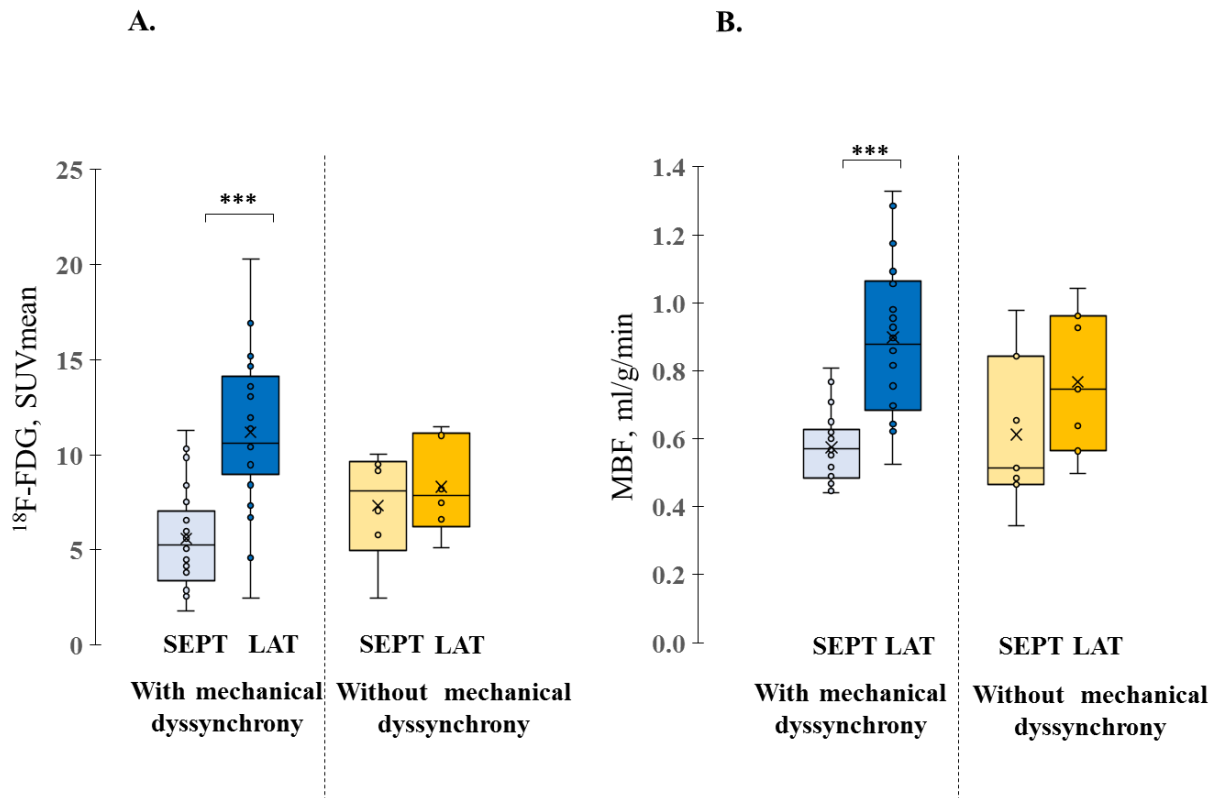 A.
¹⁸F-FDG, SUVmean
25
20
15
10
5
0
***
SEPT LAT
SEPT LAT
With mechanical
dyssynchrony
Without mechanical
dyssynchrony
B.
MBF, ml/g/min
1.4
1.2
1.0
0.8
0.6
0.4
0.2
0.0
***
SEPT LAT
SEPT LAT
With mechanical
dyssynchrony
Without mechanical
dyssynchrony